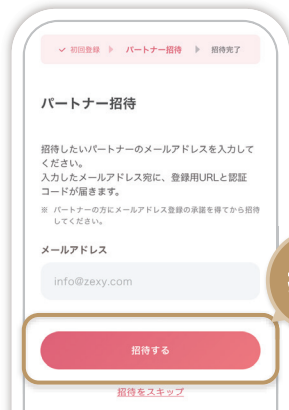 ✓ 初回登録 ▶ パートナー招待 ▶ 招待完了
パートナー招待
招待したいパートナーのメールアドレスを入力して
ください。
入力したメールアドレス宛に、登録用URLと認証
コードが届きます。
※ パートナーの方にメールアドレス登録の承諾を得てから招待
してください。
メールアドレス
info@zexy.com
招待する
招待をスキップ